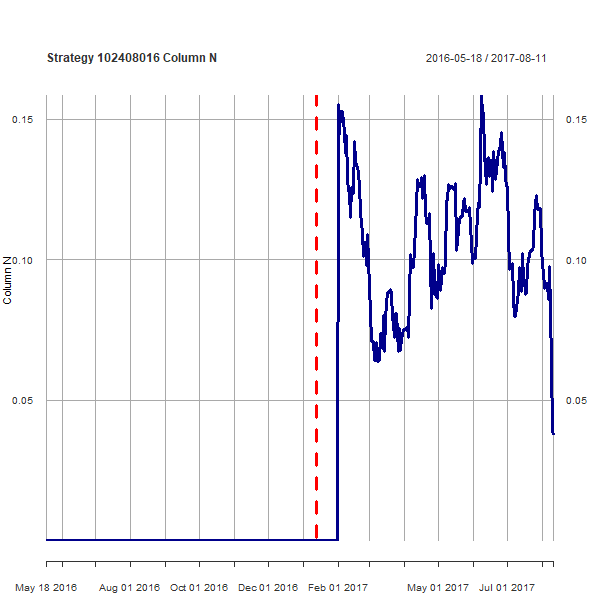 Strategy 102408016 Column N
2016-05-18 / 2017-08-11
0.15
0.15
Column N
0.10
0.10
0.05
0.05
May 18 2016
Aug 01 2016
Oct 01 2016
Dec 01 2016
Feb 01 2017
May 01 2017
Jul 01 2017